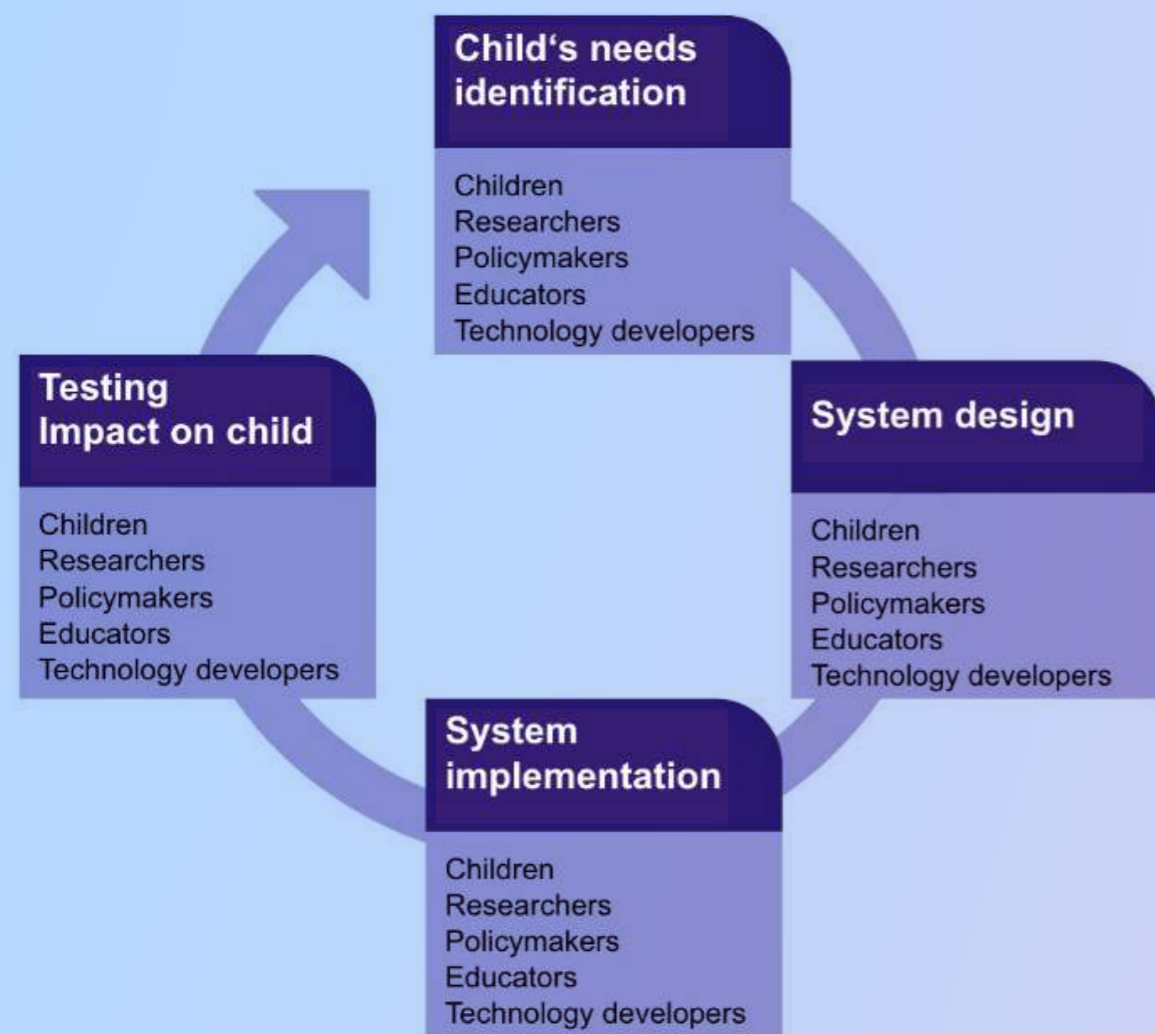 Child‘s needs
identification
Children
Researchers
Policymakers
Educators
Technology developers
System design
Children
Researchers
Policymakers
Educators
Technology developers
System
implementation
Children
Researchers
Policymakers
Educators
Technology developers
Testing
Impact on child
Children
Researchers
Policymakers
Educators
Technology developers